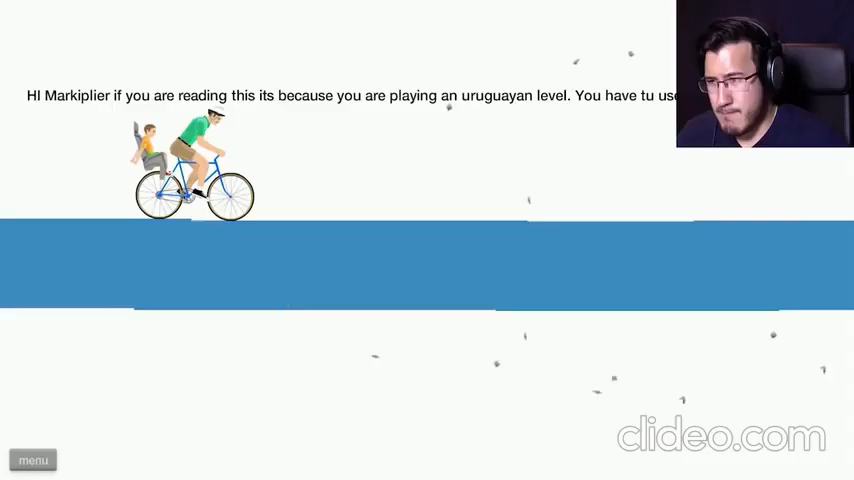 HI Markiplier if you are reading this its because you are playing an uruguayan level. You have tu use
menu
clideo.com